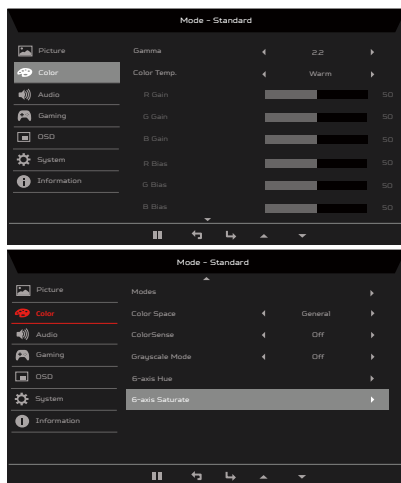 Mode - Standard
Picture
Gamma 2.2
Color
Color Temp. Warm
Audio
R Gain 50
Gaming
G Gain 50
OSD
B Gain 50
System
R Bias 50
Information
G Bias 50
B Bias 50
Mode - Standard
Picture
Modes
Color
Color Space General
Audio
ColorSense Off
Gaming
Grayscale Mode Off
OSD
6-axis Hue
System
6-axis Saturate
Information